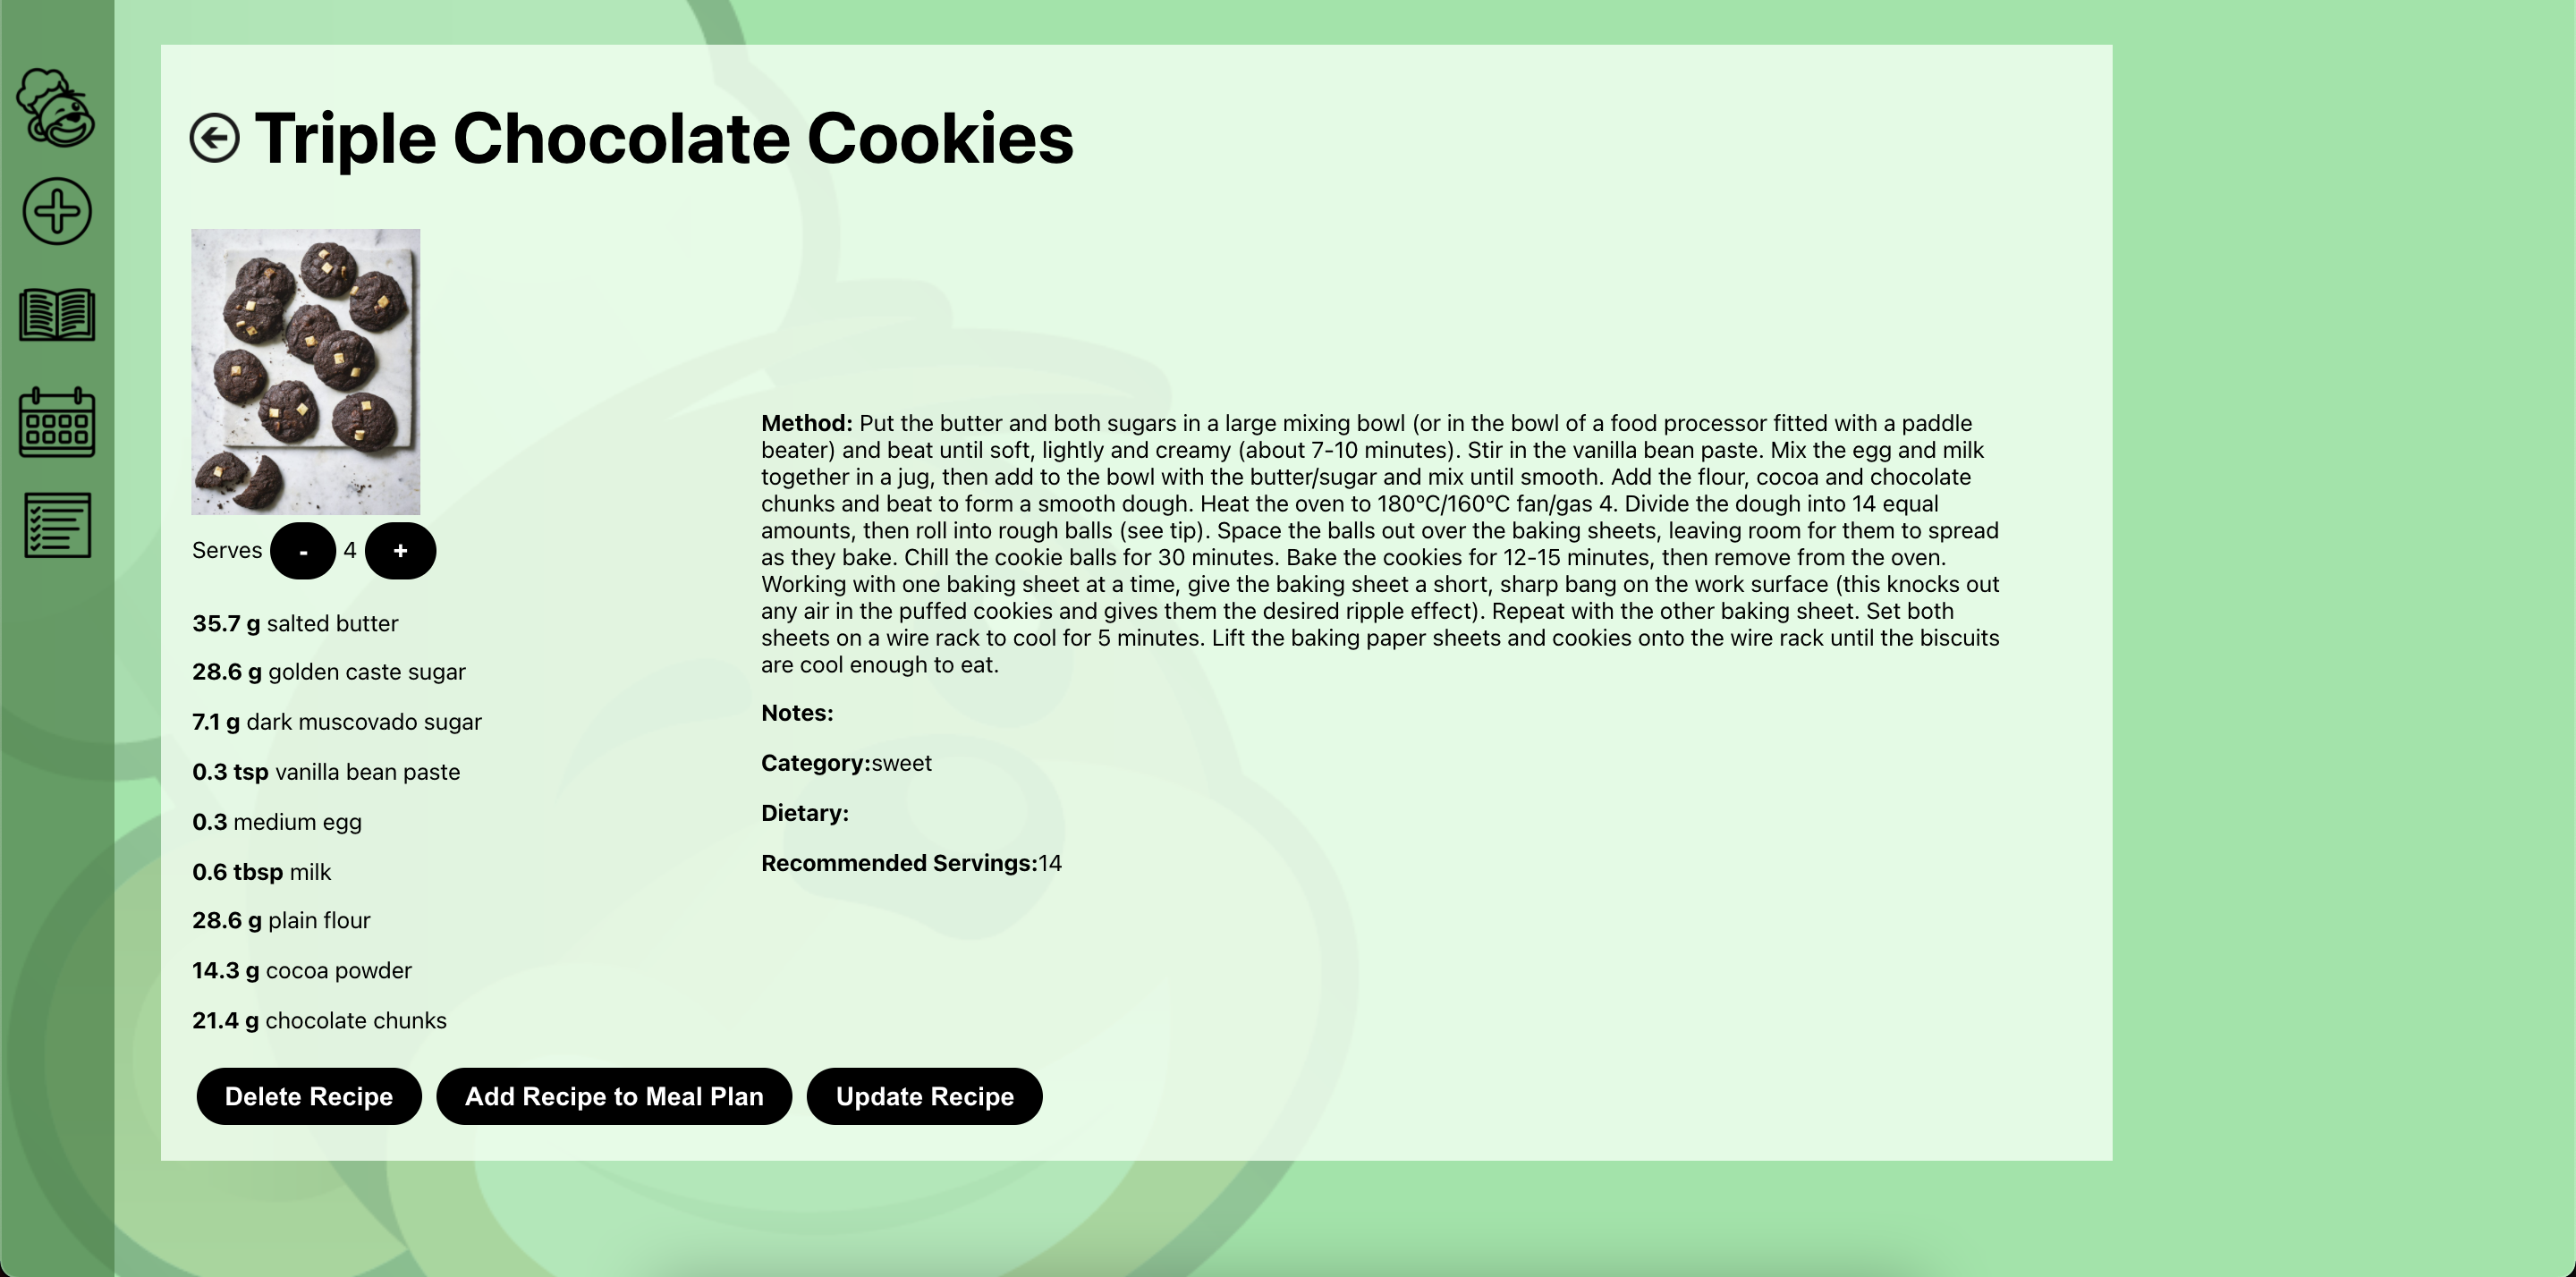 Triple Chocolate Cookies
Serves - 4 +
35.7 g salted butter
28.6 g golden caste sugar
7.1 g dark muscovado sugar
0.3 tsp vanilla bean paste
0.3 medium egg
0.6 tbsp milk
28.6 g plain flour
14.3 g cocoa powder
21.4 g chocolate chunks
Method: Put the butter and both sugars in a large mixing bowl (or in the bowl of a food processor fitted with a paddle
beater) and beat until soft, lightly and creamy (about 7-10 minutes). Stir in the vanilla bean paste. Mix the egg and milk
together in a jug, then add to the bowl with the butter/sugar and mix until smooth. Add the flour, cocoa and chocolate
chunks and beat to form a smooth dough. Heat the oven to 180°C/160°C fan/gas 4. Divide the dough into 14 equal
amounts, then roll into rough balls (see tip). Space the balls out over the baking sheets, leaving room for them to spread
as they bake. Chill the cookie balls for 30 minutes. Bake the cookies for 12-15 minutes, then remove from the oven.
Working with one baking sheet at a time, give the baking sheet a short, sharp bang on the work surface (this knocks out
any air in the puffed cookies and gives them the desired ripple effect). Repeat with the other baking sheet. Set both
sheets on a wire rack to cool for 5 minutes. Lift the baking paper sheets and cookies onto the wire rack until the biscuits
are cool enough to eat.
Notes:
Category:sweet
Dietary:
Recommended Servings:14
Delete Recipe Add Recipe to Meal Plan Update Recipe